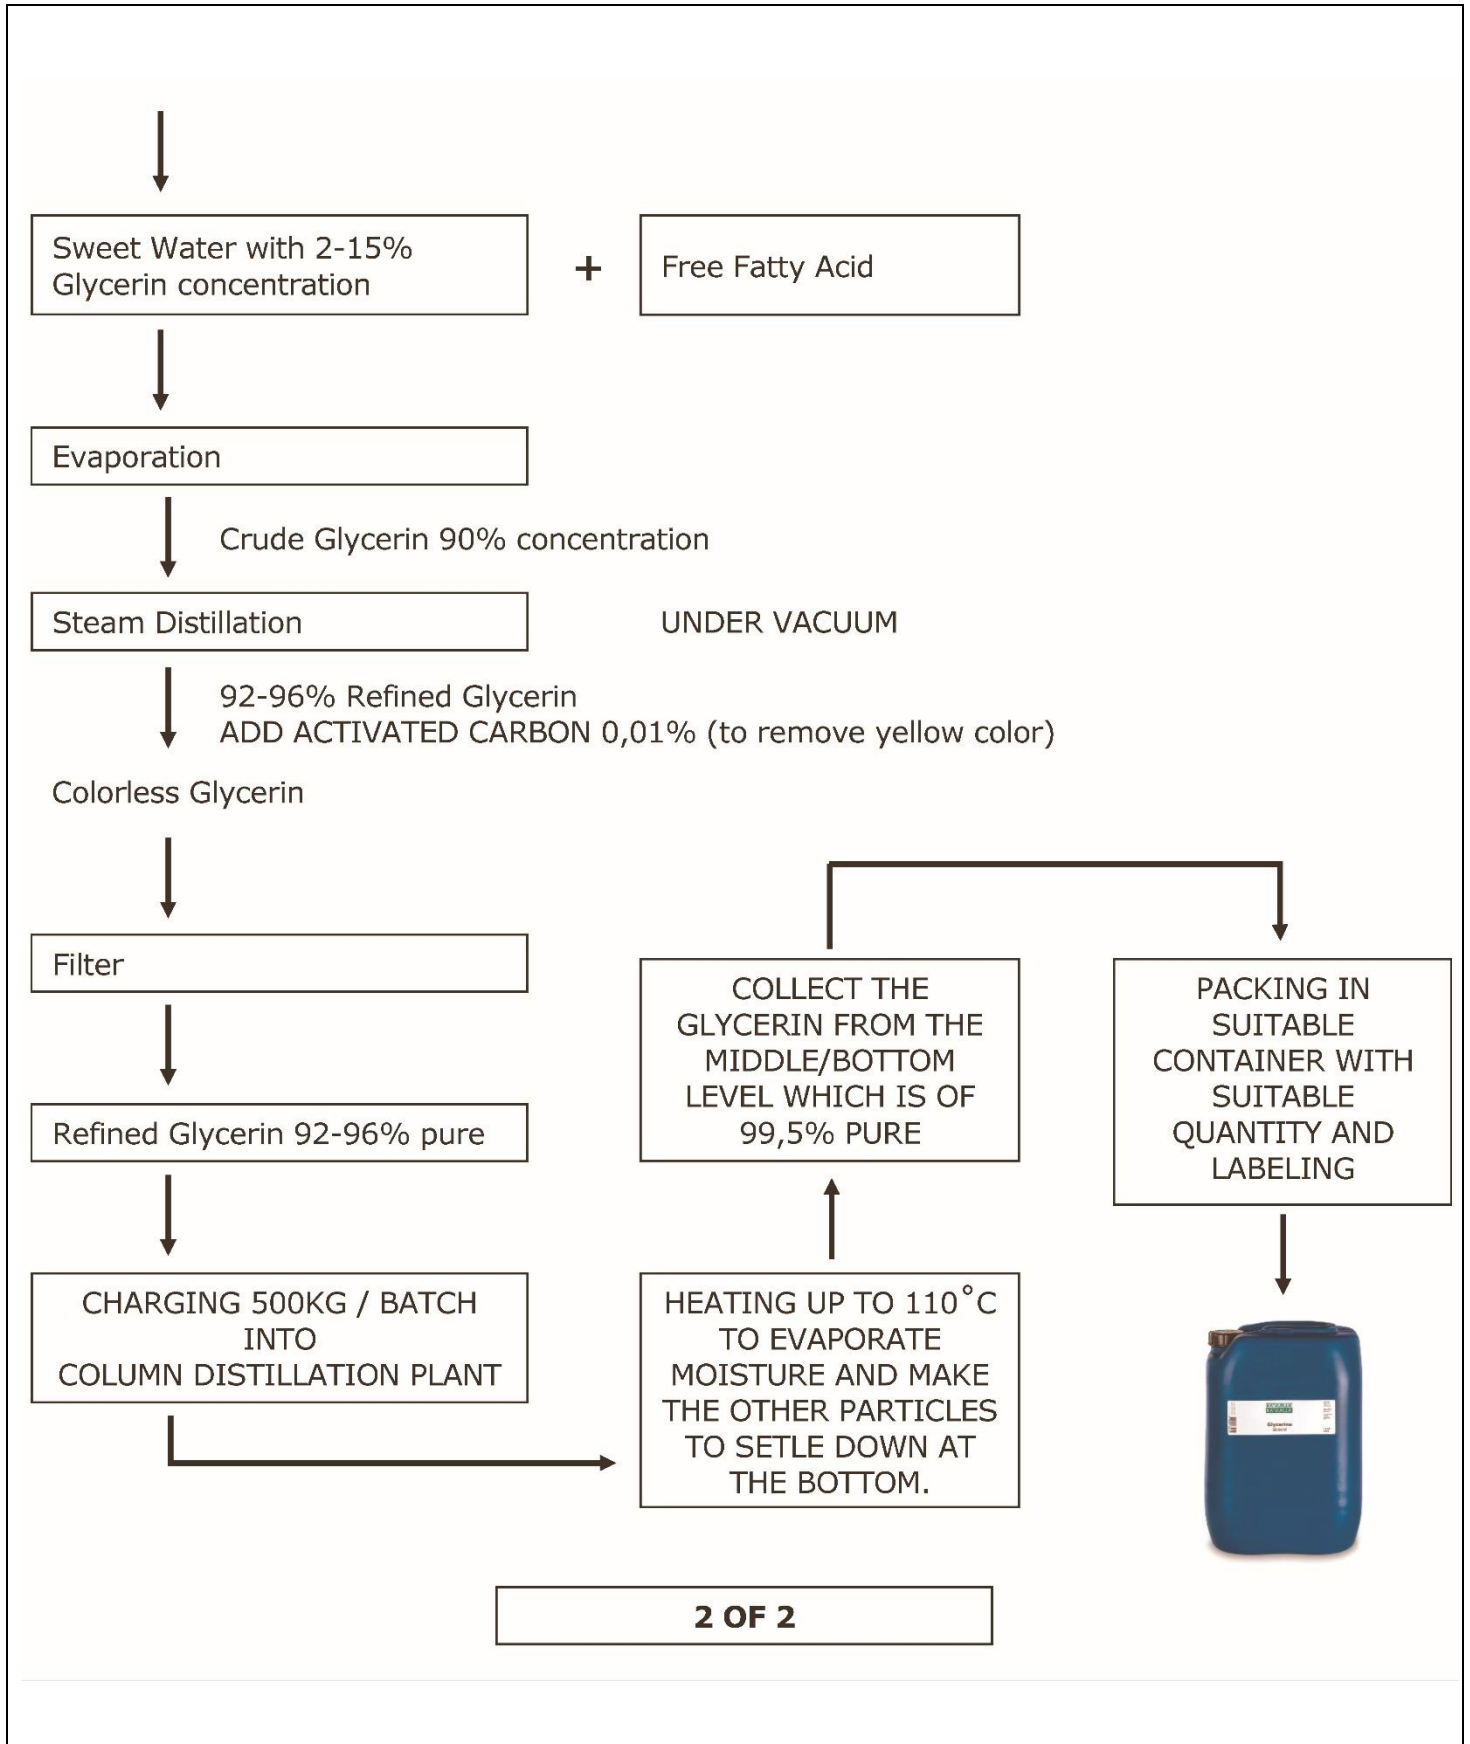 Sweet Water with 2-15%
Glycerin concentration
+
Free Fatty Acid
Evaporation
Crude Glycerin 90% concentration
Steam Distillation
UNDER VACUUM
92-96% Refined Glycerin
ADD ACTIVATED CARBON 0,01% (to remove yellow color)
Colorless Glycerin
Filter
Refined Glycerin 92-96% pure
CHARGING 500KG / BATCH
INTO
COLUMN DISTILLATION PLANT
HEATING UP TO 110°C
TO EVAPORATE
MOISTURE AND MAKE
THE OTHER PARTICLES
TO SETLE DOWN AT
THE BOTTOM.
COLLECT THE
GLYCERIN FROM THE
MIDDLE/BOTTOM
LEVEL WHICH IS OF
99,5% PURE
PACKING IN
SUITABLE
CONTAINER WITH
SUITABLE
QUANTITY AND
LABELING
Glycerine
2 OF 2